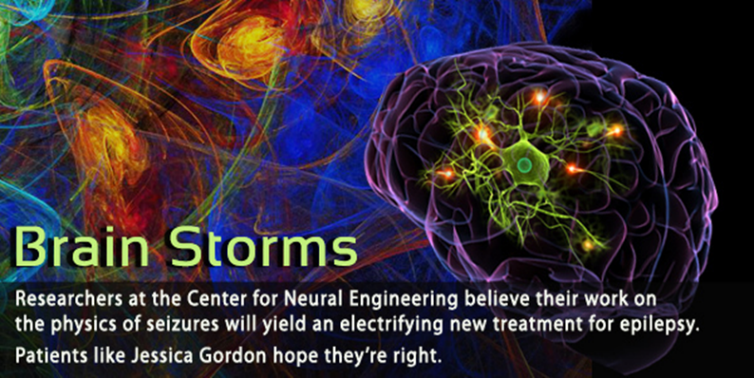 Brain Storms
Researchers at the Center for Neural Engineering believe their work on
the physics of seizures will yield an electrifying new treatment for epilepsy.
Patients like Jessica Gordon hope they're right.